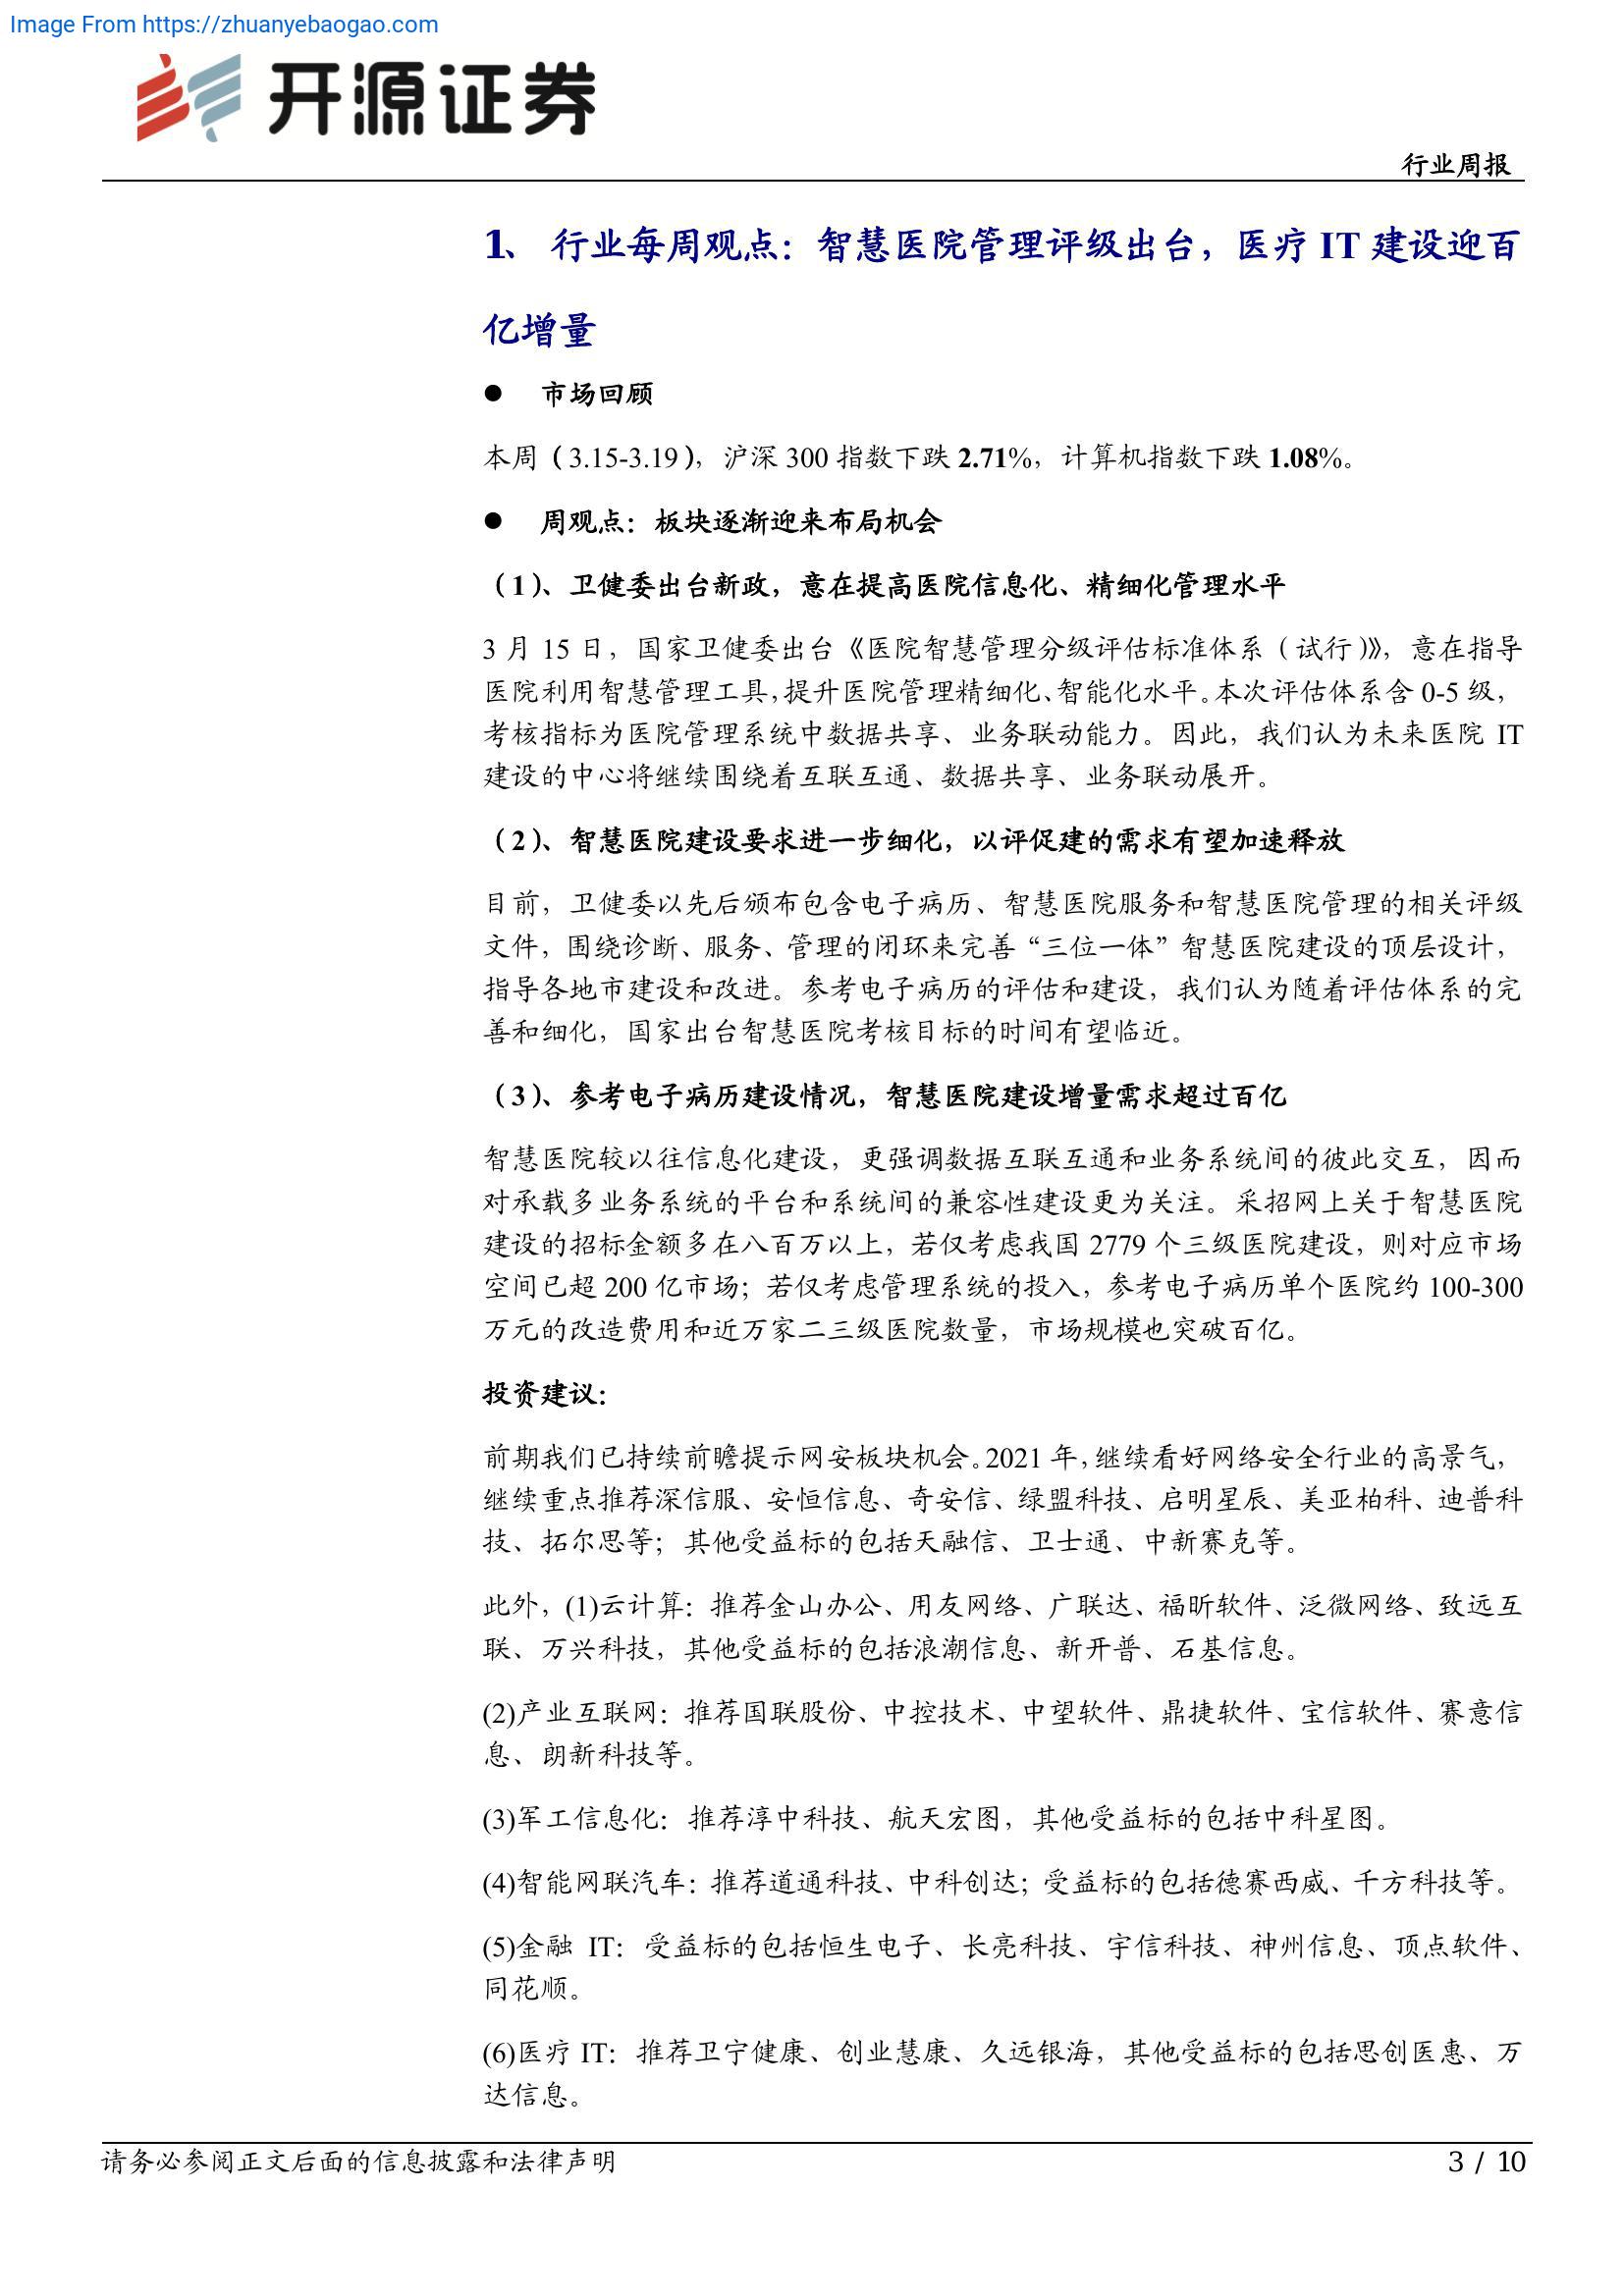 Image From https://zhuanyebaogao.com
开源证券
行业周报
1、 行业每周观点：智慧医院管理评级出台，医疗 IT 建设迎百
亿增量
● 市场回顾
本周（3.15-3.19），沪深 300 指数下跌 2.71%，计算机指数下跌 1.08%。
● 周观点：板块逐渐迎来布局机会
（1）、卫健委出台新政，意在提高医院信息化、精细化管理水平
3 月 15 日，国家卫健委出台《医院智慧管理分级评估标准体系（试行）》，意在指导
医院利用智慧管理工具，提升医院管理精细化、智能化水平。本次评估体系含 0-5 级，
考核指标为医院管理系统中数据共享、业务联动能力。因此，我们认为未来医院 IT
建设的中心将继续围绕着互联互通、数据共享、业务联动展开。
（2）、智慧医院建设要求进一步细化，以评促建的需求有望加速释放
目前，卫健委以先后颁布包含电子病历、智慧医院服务和智慧医院管理的相关评级
文件，围绕诊断、服务、管理的闭环来完善“三位一体”智慧医院建设的顶层设计，
指导各地市建设和改进。参考电子病历的评估和建设，我们认为随着评估体系的完
善和细化，国家出台智慧医院考核目标的时间有望临近。
（3）、参考电子病历建设情况，智慧医院建设增量需求超过百亿
智慧医院较以往信息化建设，更强调数据互联互通和业务系统间的彼此交互，因而
对承载多业务系统的平台和系统间的兼容性建设更为关注。采招网上关于智慧医院
建设的招标金额多在八百万以上，若仅考虑我国 2779 个三级医院建设，则对应市场
空间已超 200 亿市场；若仅考虑管理系统的投入，参考电子病历单个医院约 100-300
万元的改造费用和近万家二三级医院数量，市场规模也突破百亿。
投资建议：
前期我们已持续前瞻提示网安板块机会。2021 年，继续看好网络安全行业的高景气，
继续重点推荐深信服、安恒信息、奇安信、绿盟科技、启明星辰、美亚柏科、迪普科
技、拓尔思等；其他受益标的包括天融信、卫士通、中新赛克等。
此外，(1)云计算：推荐金山办公、用友网络、广联达、福昕软件、泛微网络、致远互
联、万兴科技，其他受益标的包括浪潮信息、新开普、石基信息。
(2)产业互联网：推荐国联股份、中控技术、中望软件、鼎捷软件、宝信软件、赛意信
息、朗新科技等。
(3)军工信息化：推荐淳中科技、航天宏图，其他受益标的包括中科星图。
(4)智能网联汽车：推荐道通科技、中科创达；受益标的包括德赛西威、千方科技等。
(5)金融 IT：受益标的包括恒生电子、长亮科技、宇信科技、神州信息、顶点软件、
同花顺。
(6)医疗 IT：推荐卫宁健康、创业慧康、久远银海，其他受益标的包括思创医惠、万
达信息。
请务必参阅正文后面的信息披露和法律声明
3 / 10